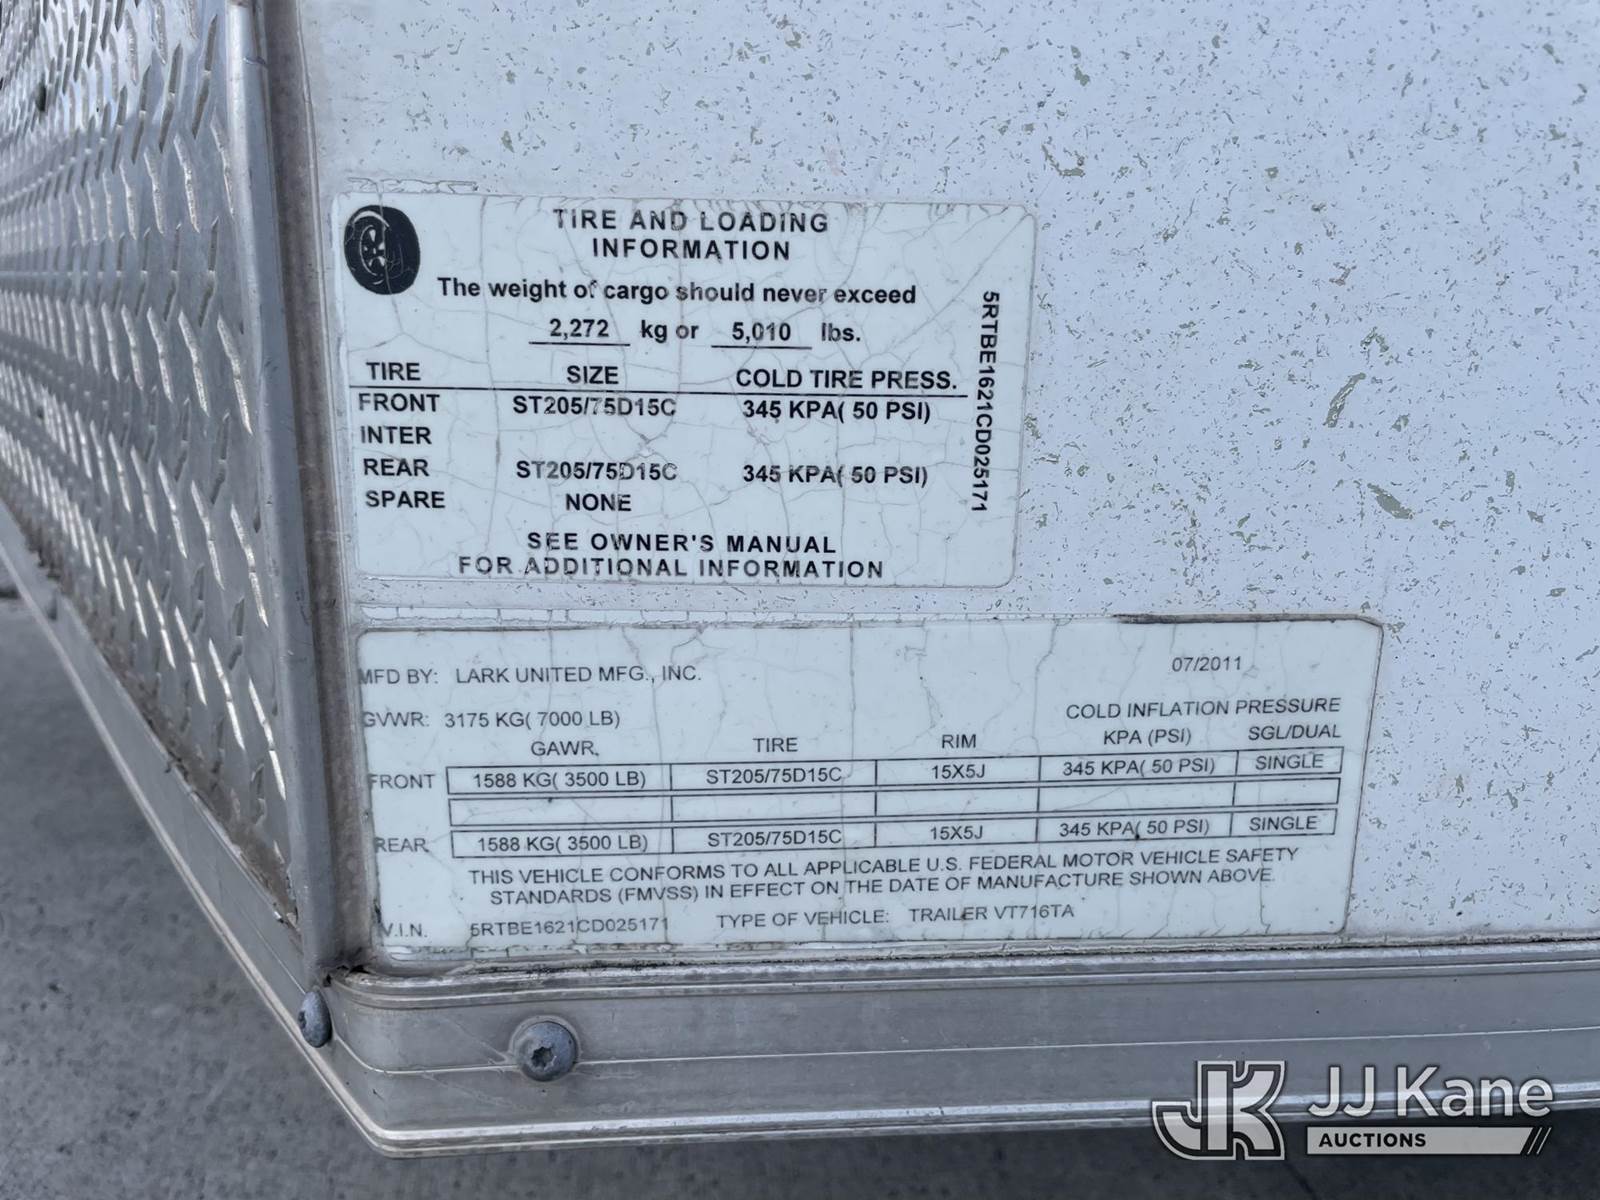 TIRE AND LOADING
INFORMATION
The weight of cargo should never exceed
2,272 kg or 5,010 lbs.
TIRE SIZE COLD TIRE PRESS.
FRONT ST205/75D15C 345 KPA( 50 PSI)
INTER
REAR ST205/75D15C 345 KPA( 50 PSI)
SPARE NONE
SEE OWNER'S MANUAL
FOR ADDITIONAL INFORMATION
5RTBE1621CD025171
MFD BY: LARK UNITED MFG., INC. 07/2011
GVWR: 3175 KG( 7000 LB) COLD INFLATION PRESSURE
GAWR. TIRE RIM KPA (PSI) SGL/DUAL
FRONT 1588 KG( 3500 LB) ST205/75D15C 15X5J 345 KPA( 50 PSI) SINGLE
REAR 1588 KG( 3500 LB) ST205/75D15C 15X5J 345 KPA( 50 PSI) SINGLE
THIS VEHICLE CONFORMS TO ALL APPLICABLE U.S. FEDERAL MOTOR VEHICLE SAFETY
STANDARDS (FMVSS) IN EFFECT ON THE DATE OF MANUFACTURE SHOWN ABOVE.
V.I.N. 5RTBE1621CD025171 TYPE OF VEHICLE: TRAILER VT716TA
JK JJ Kane
AUCTIONS